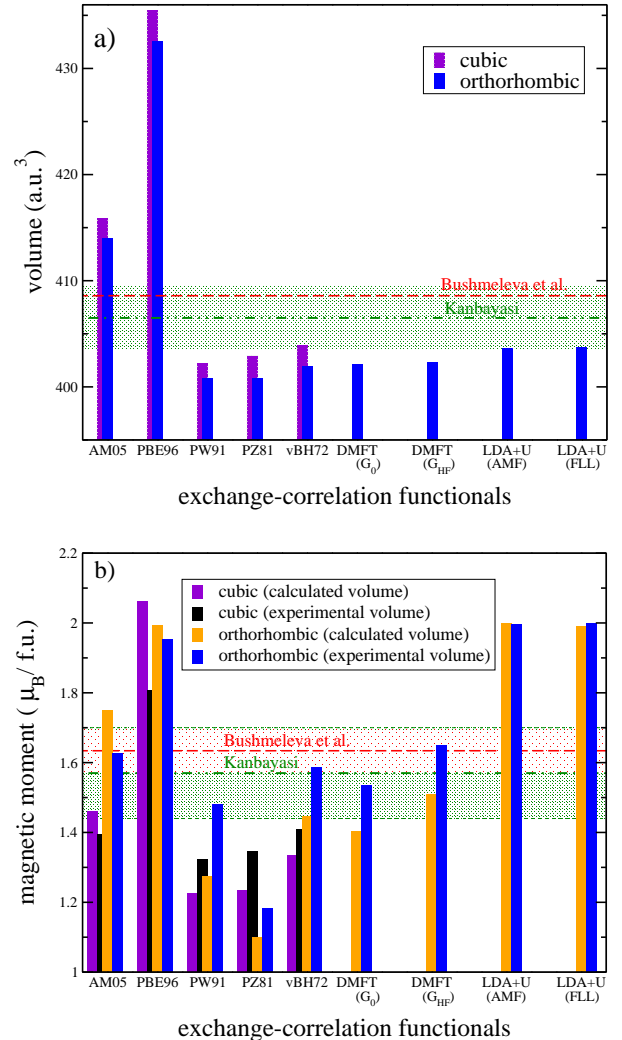 a)
cubic
orthorhombic
430
420
410
400
volume (a.u.³)
Bushmeleva et al.
Kanbayasi
AM05 PBE96 PW91 PZ81 vBH72 DMFT DMFT LDA+U LDA+U
(G₀) (G_HF) (AMF) (FLL)
exchange-correlation functionals
b)
cubic (calculated volume)
cubic (experimental volume)
orthorhombic (calculated volume)
orthorhombic (experimental volume)
2.2
2
1.8
1.6
1.4
1.2
1
magnetic moment ( μ_B/ f.u.)
Bushmeleva et al.
Kanbayasi
AM05 PBE96 PW91 PZ81 vBH72 DMFT DMFT LDA+U LDA+U
(G₀) (G_HF) (AMF) (FLL)
exchange-correlation functionals